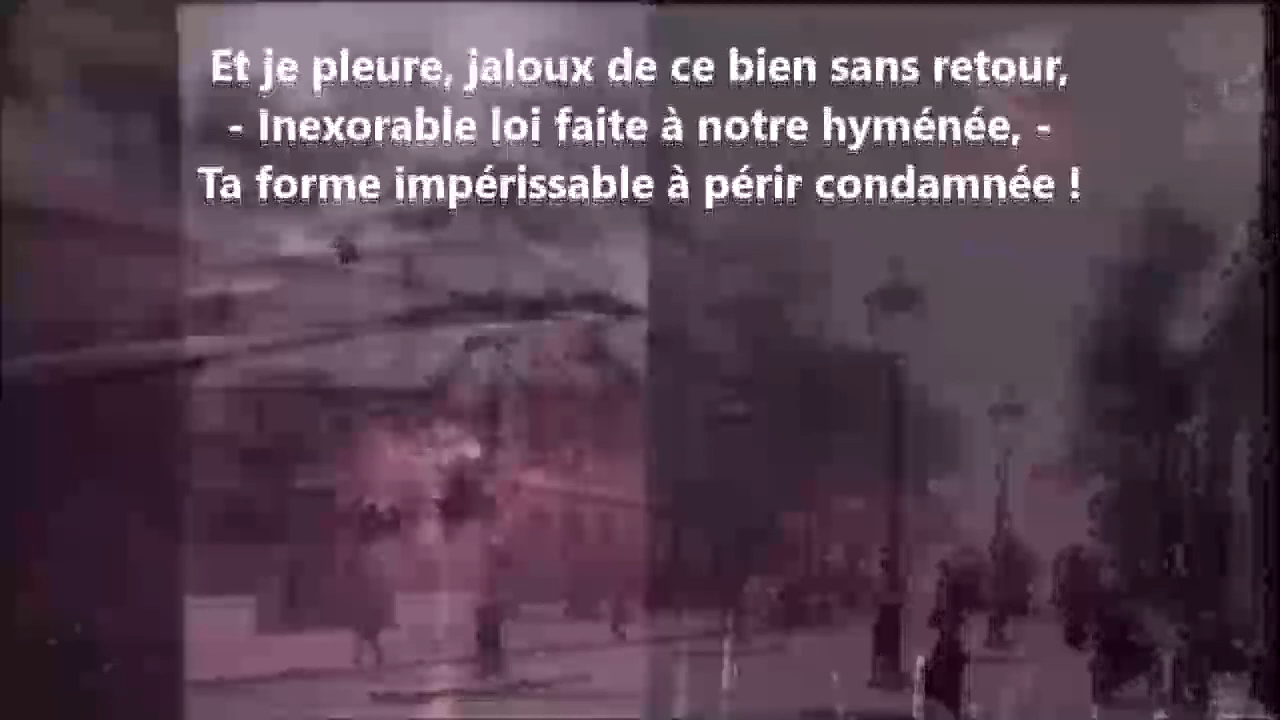 Et je pleure, jaloux de ce bien sans retour,
- Inexorable loi faite à notre hyménée, -
Ta forme impérissable à périr condamnée !